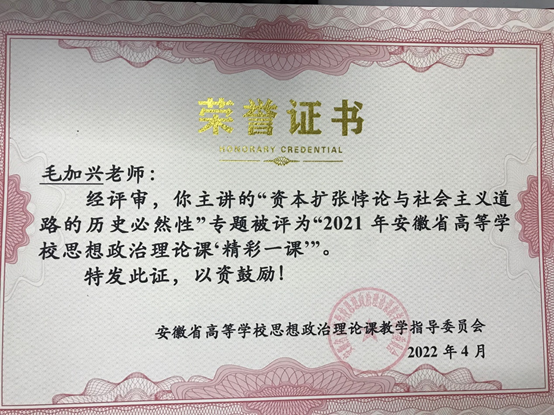 荣誉证书
HONORARY CREDENTIAL
毛加兴老师：
经评审，你主讲的“资本扩张悖论与社会主义道
路的历史必然性”专题被评为“2021 年安徽省高等学
校思想政治理论课‘精彩一课’”。
特发此证，以资鼓励！
安徽省高等学校思想政治理论课教学指导委员会
2022 年 4 月